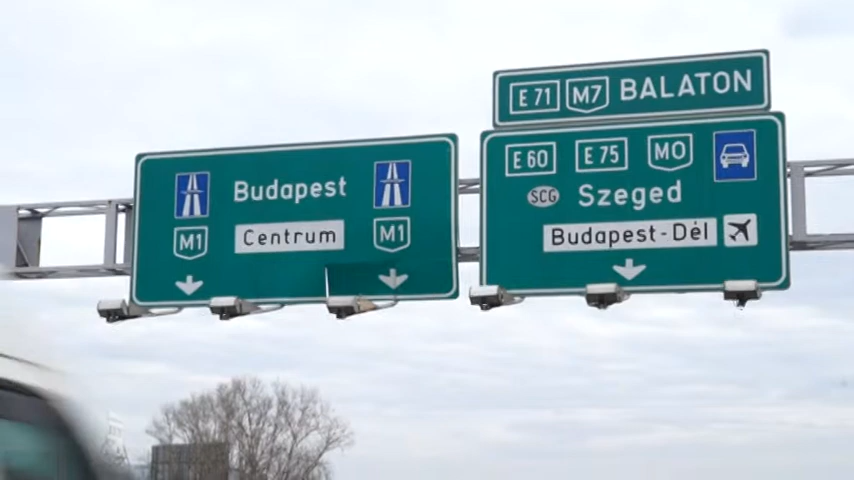 Budapest
M1 Centrum M1
E 71 M7 BALATON
E 60 E 75 M0
SCG Szeged
Budapest-Dél